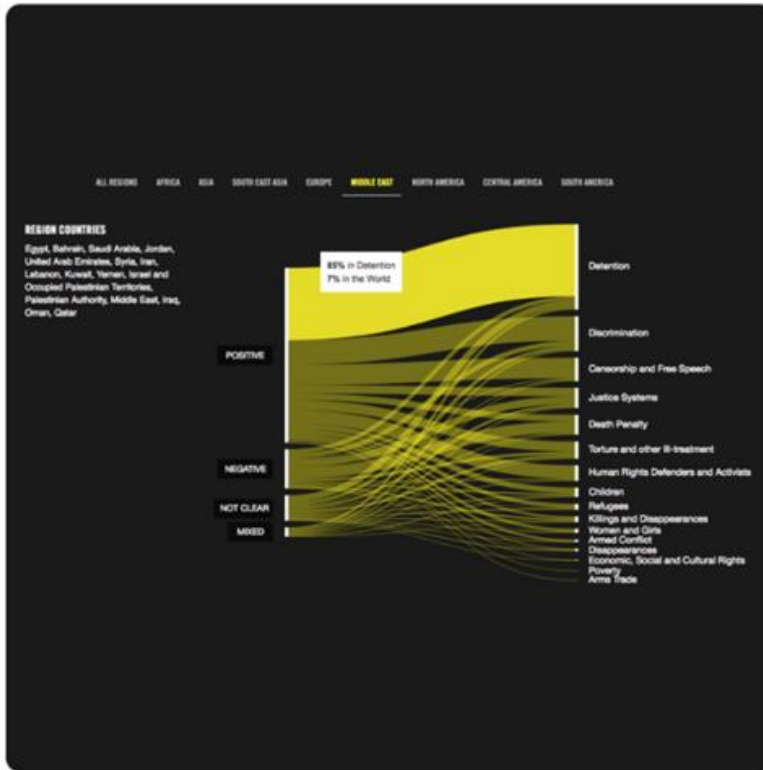 ALL REGIONS AFRICA ASIA SOUTH EAST ASIA EUROPE MIDDLE EAST NORTH AMERICA CENTRAL AMERICA SOUTH AMERICA
REGION COUNTRIES
Egypt, Bahrain, Saudi Arabia, Jordan,
United Arab Emirates, Syria, Iran,
Lebanon, Kuwait, Yemen, Israel and
Occupied Palestinian Territories,
Palestinian Authority, Middle East, Iraq,
Oman, Qatar
85% in Detention
7% in the World
POSITIVE
NEGATIVE
NOT CLEAR
MIXED
Detention
Discrimination
Censorship and Free Speech
Justice Systems
Death Penalty
Torture and other Ill-treatment
Human Rights Defenders and Activists
Children
Refugees
Killings and Disappearances
Women and Girls
Armed Conflict
Disappearances
Economic, Social and Cultural Rights
Poverty
Arms Trade